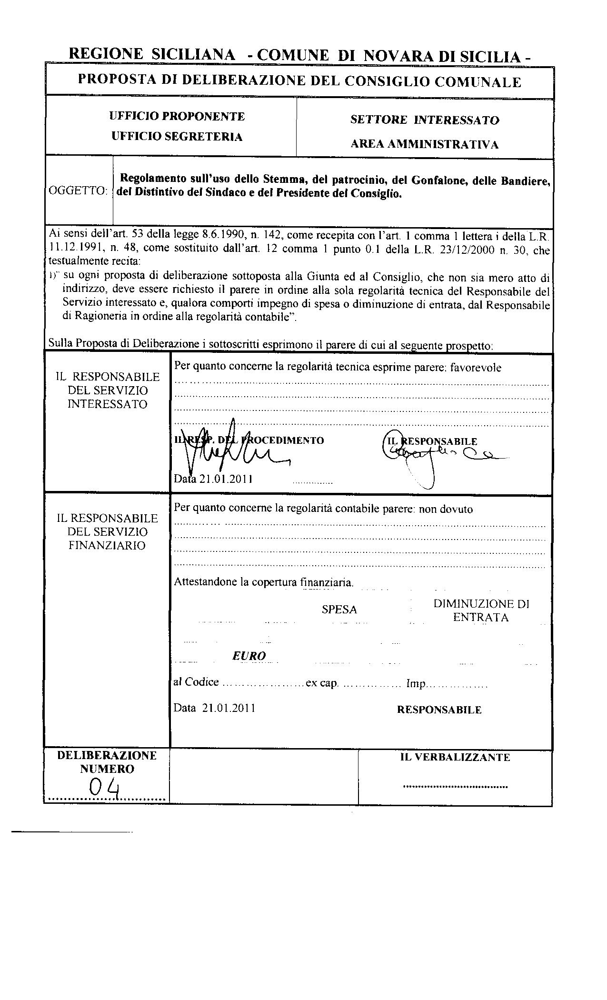 REGIONE SICILIANA - COMUNE DI NOVARA DI SICILIA -
PROPOSTA DI DELIBERAZIONE DEL CONSIGLIO COMUNALE
UFFICIO PROPONENTE
UFFICIO SEGRETERIA
SETTORE INTERESSATO
AREA AMMINISTRATIVA
OGGETTO:
Regolamento sull'uso dello Stemma, del patrocinio, del Gonfalone, delle Bandiere,
del Distintivo del Sindaco e del Presidente del Consiglio.
Ai sensi dell'art. 53 della legge 8.6.1990, n. 142, come recepita con l'art. 1 comma 1 lettera i della L.R.
11.12.1991, n. 48, come sostituito dall'art. 12 comma 1 punto 0.1 della L.R. 23/12/2000 n. 30, che
testualmente recita:
1)" su ogni proposta di deliberazione sottoposta alla Giunta ed al Consiglio, che non sia mero atto di
indirizzo, deve essere richiesto il parere in ordine alla sola regolarità tecnica del Responsabile del
Servizio interessato e, qualora comporti impegno di spesa o diminuzione di entrata, dal Responsabile
di Ragioneria in ordine alla regolarità contabile".
Sulla Proposta di Deliberazione i sottoscritti esprimono il parere di cui al seguente prospetto:
IL RESPONSABILE
DEL SERVIZIO
INTERESSATO
Per quanto concerne la regolarità tecnica esprime parere: favorevole
IL RESP. DEL PROCEDIMENTO
IL RESPONSABILE
Data 21.01.2011 ..............
IL RESPONSABILE
DEL SERVIZIO
FINANZIARIO
Per quanto concerne la regolarità contabile parere: non dovuto
Attestandone la copertura finanziaria.
SPESA
DIMINUZIONE DI
ENTRATA
EURO
al Codice ..................... ex cap. ............... Imp................
Data 21.01.2011
RESPONSABILE
DELIBERAZIONE
NUMERO
04
IL VERBALIZZANTE
..................................